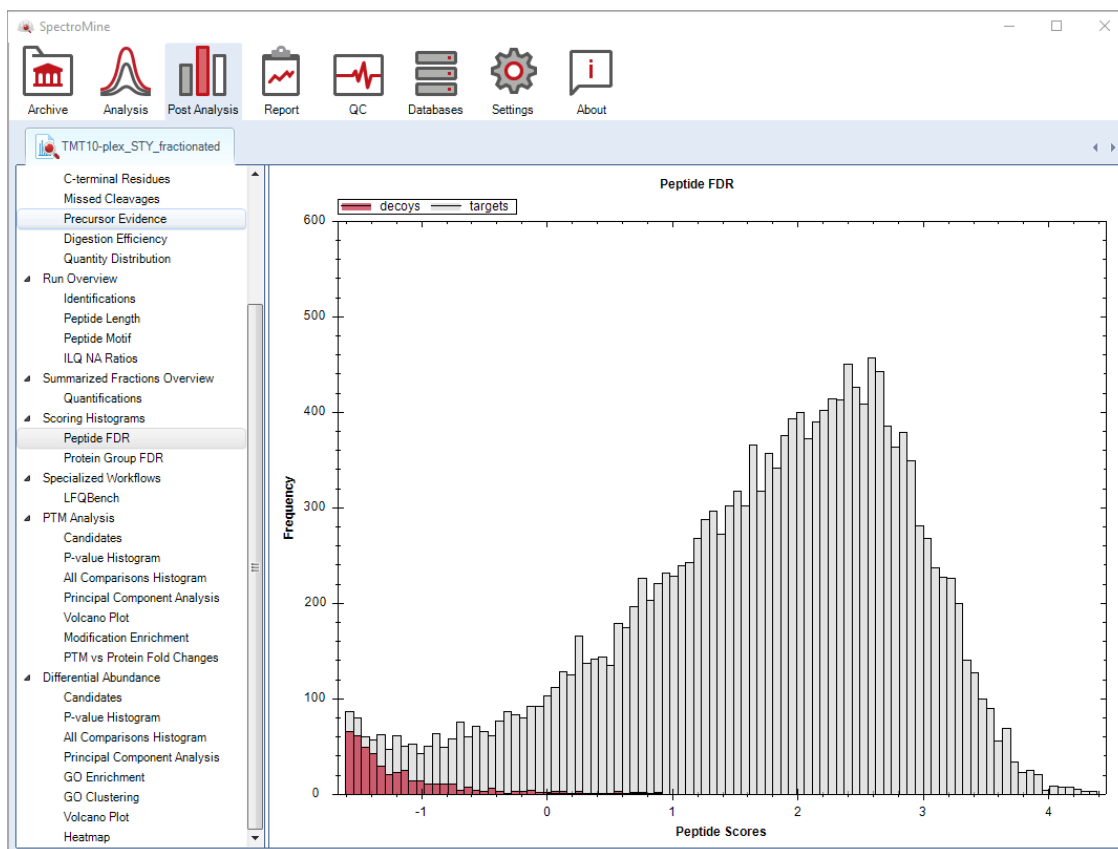 SpectroMine
Archive Analysis Post Analysis Report QC Databases Settings About
TMT10-plex_STY_fractionated
C-terminal Residues
Missed Cleavages
Precursor Evidence
Digestion Efficiency
Quantity Distribution
Run Overview
Identifications
Peptide Length
Peptide Motif
ILQ NA Ratios
Summarized Fractions Overview
Quantifications
Scoring Histograms
Peptide FDR
Protein Group FDR
Specialized Workflows
LFQBench
PTM Analysis
Candidates
P-value Histogram
All Comparisons Histogram
Principal Component Analysis
Volcano Plot
Modification Enrichment
PTM vs Protein Fold Changes
Differential Abundance
Candidates
P-value Histogram
All Comparisons Histogram
Principal Component Analysis
GO Enrichment
GO Clustering
Volcano Plot
Heatmap
Peptide FDR
decoys targets
600
500
400
300
200
100
0
Frequency
-1 0 1 2 3 4
Peptide Scores